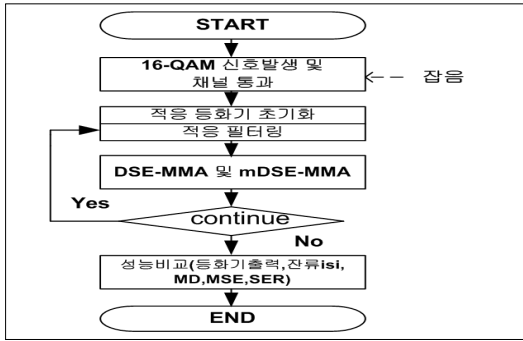 START
16-QAM 신호발생 및
채널 통과
<-- 잡음
적응 등화기 초기화
적응 필터링
DSE-MMA 및 mDSE-MMA
Yes
continue
No
성능비교(등화기출력,잔류isi,
MD,MSE,SER)
END